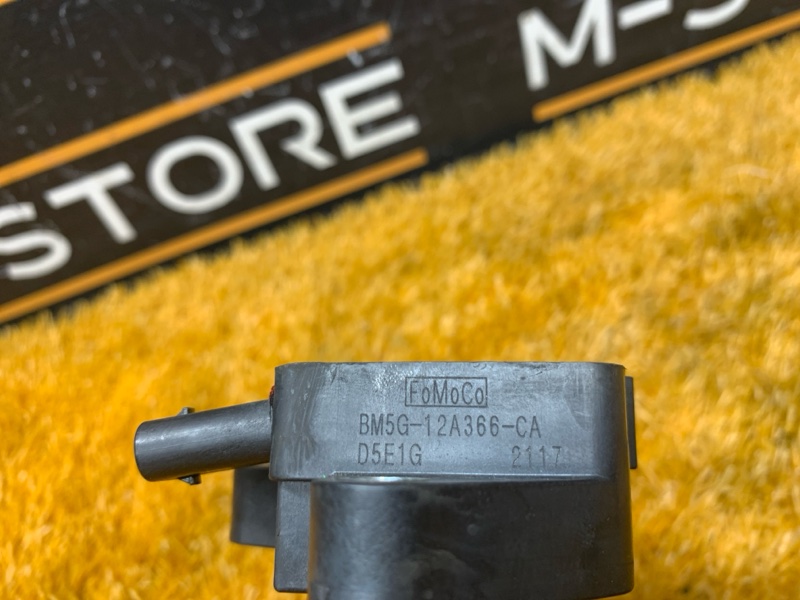 M-S
STORE
FoMoCo
BM5G-12A366-CA
D5E1G 2117